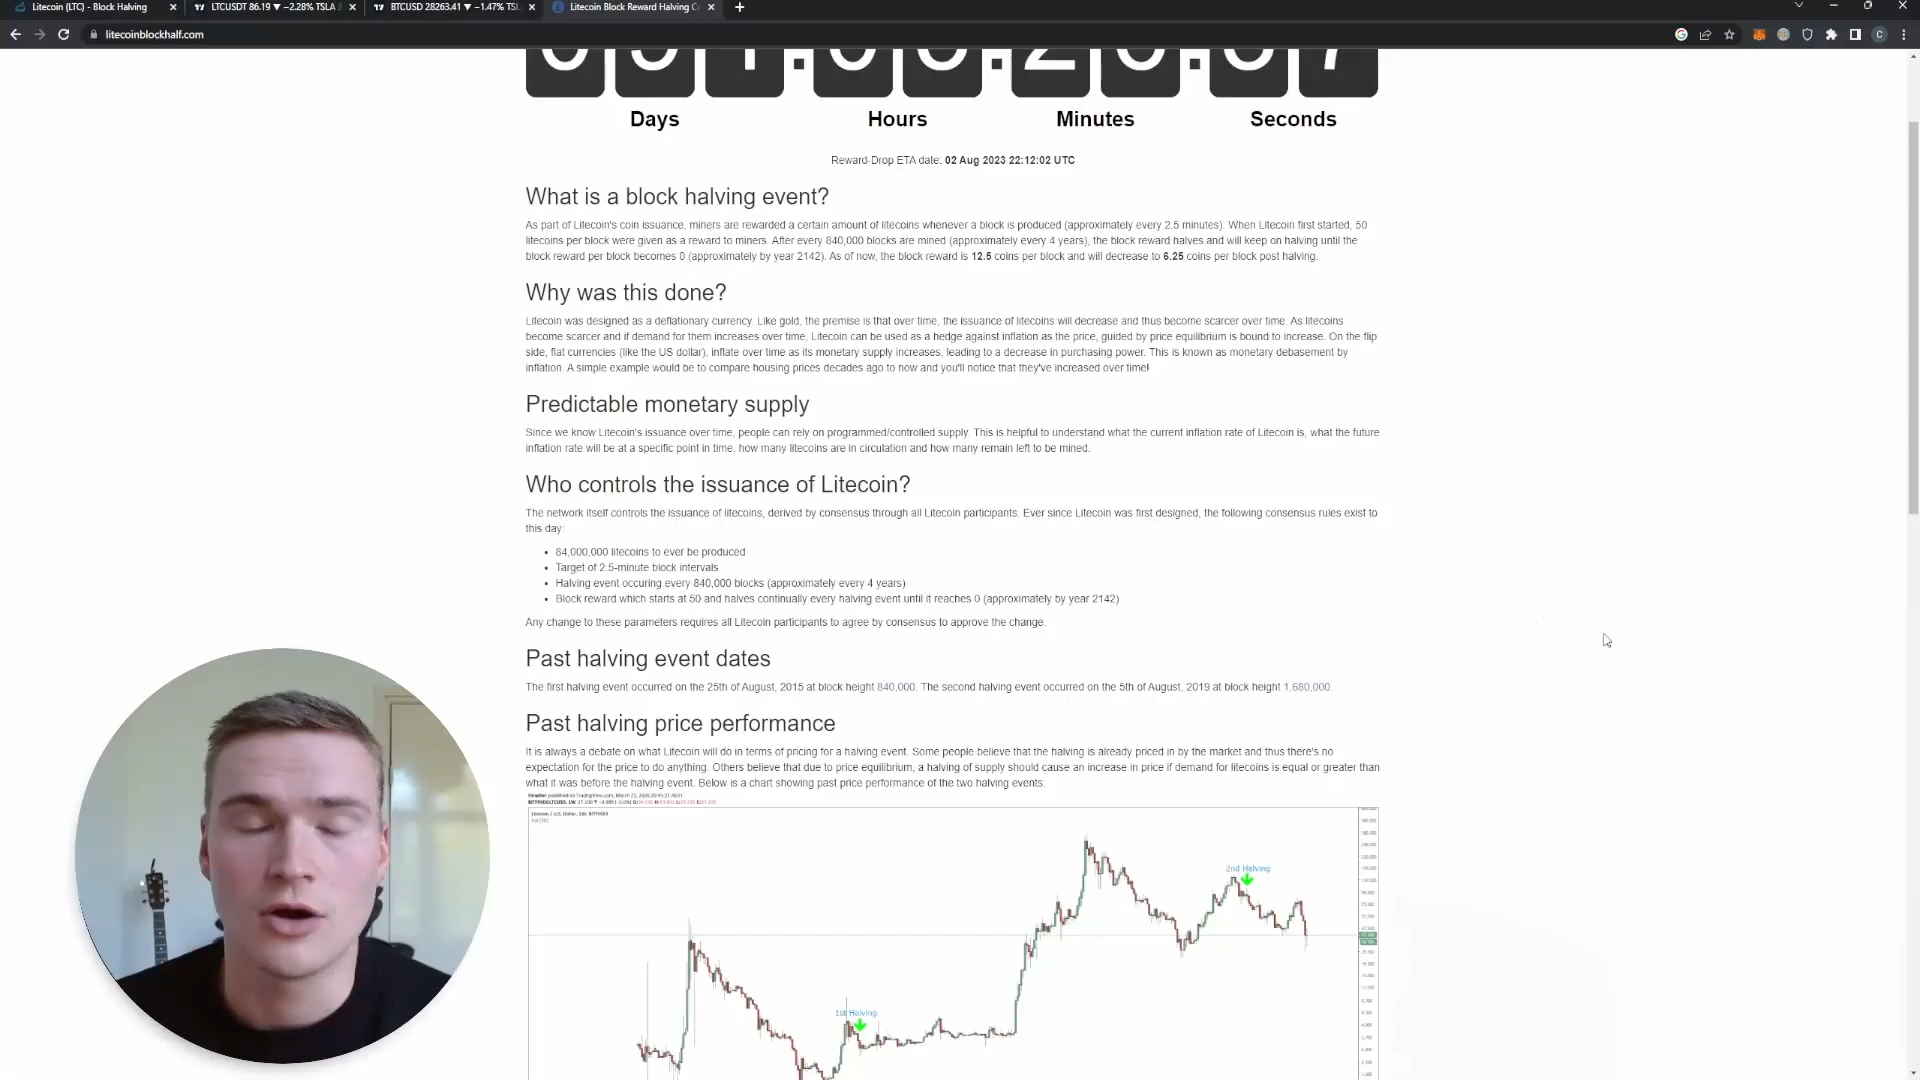 Litecoin (LTC) - Block Halving
LTCUSDT 86.19 ▼ −2.28% TSLA
BTCUSD 28263.41 ▼ −1.47% TSL
Litecoin Block Reward Halving C
litecoinblockhalf.com
Days
Hours
Minutes
Seconds
Reward-Drop ETA date: 02 Aug 2023 22:12:02 UTC
What is a block halving event?
As part of Litecoin's coin issuance, miners are rewarded a certain amount of litecoins whenever a block is produced (approximately every 2.5 minutes). When Litecoin first started, 50
litecoins per block were given as a reward to miners. After every 840,000 blocks are mined (approximately every 4 years), the block reward halves and will keep on halving until the
block reward per block becomes 0 (approximately by year 2142). As of now, the block reward is 12.5 coins per block and will decrease to 6.25 coins per block post halving.
Why was this done?
Litecoin was designed as a deflationary currency. Like gold, the premise is that over time, the issuance of litecoins will decrease and thus become scarcer over time. As litecoins
become scarcer and if demand for them increases over time, Litecoin can be used as a hedge against inflation as the price, guided by price equilibrium is bound to increase. On the flip
side, fiat currencies (like the US dollar), inflate over time as its monetary supply increases, leading to a decrease in purchasing power. This is known as monetary debasement by
inflation. A simple example would be to compare housing prices decades ago to now and you'll notice that they've increased over time!
Predictable monetary supply
Since we know Litecoin's issuance over time, people can rely on programmed/controlled supply. This is helpful to understand what the current inflation rate of Litecoin is, what the future
inflation rate will be at a specific point in time, how many litecoins are in circulation and how many remain left to be mined.
Who controls the issuance of Litecoin?
The network itself controls the issuance of litecoins, derived by consensus through all Litecoin participants. Ever since Litecoin was first designed, the following consensus rules exist to
this day:
• 84,000,000 litecoins to ever be produced
• Target of 2.5-minute block intervals
• Halving event occuring every 840,000 blocks (approximately every 4 years)
• Block reward which starts at 50 and halves continually every halving event until it reaches 0 (approximately by year 2142)
Any change to these parameters requires all Litecoin participants to agree by consensus to approve the change.
Past halving event dates
The first halving event occurred on the 25th of August, 2015 at block height 840,000. The second halving event occurred on the 5th of August, 2019 at block height 1,680,000.
Past halving price performance
It is always a debate on what Litecoin will do in terms of pricing for a halving event. Some people believe that the halving is already priced in by the market and thus there's no
expectation for the price to do anything. Others believe that due to price equilibrium, a halving of supply should cause an increase in price if demand for litecoins is equal or greater than
what it was before the halving event. Below is a chart showing past price performance of the two halving events:
2nd Halving
1st Halving